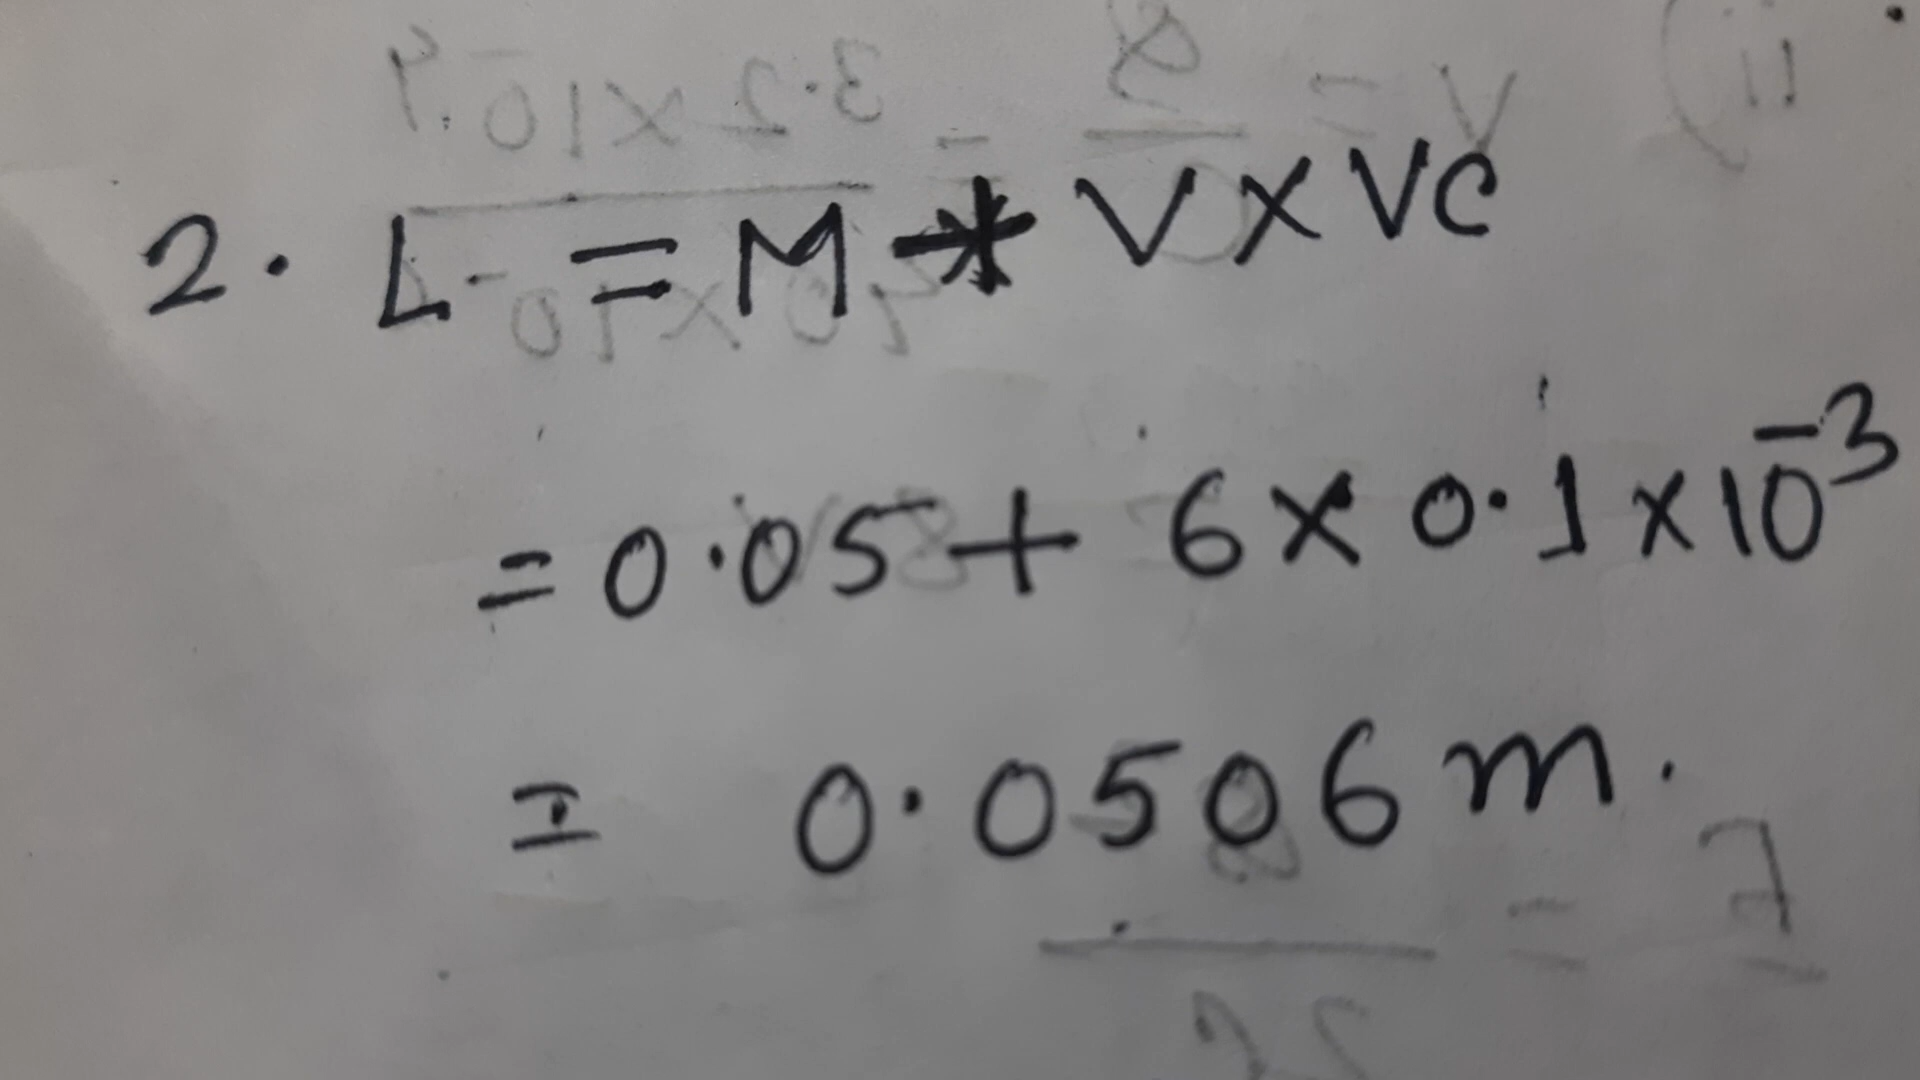 2. L = M + V × VC
= 0.05 + 6 × 0.1 × 10⁻³
= 0.0506 m.